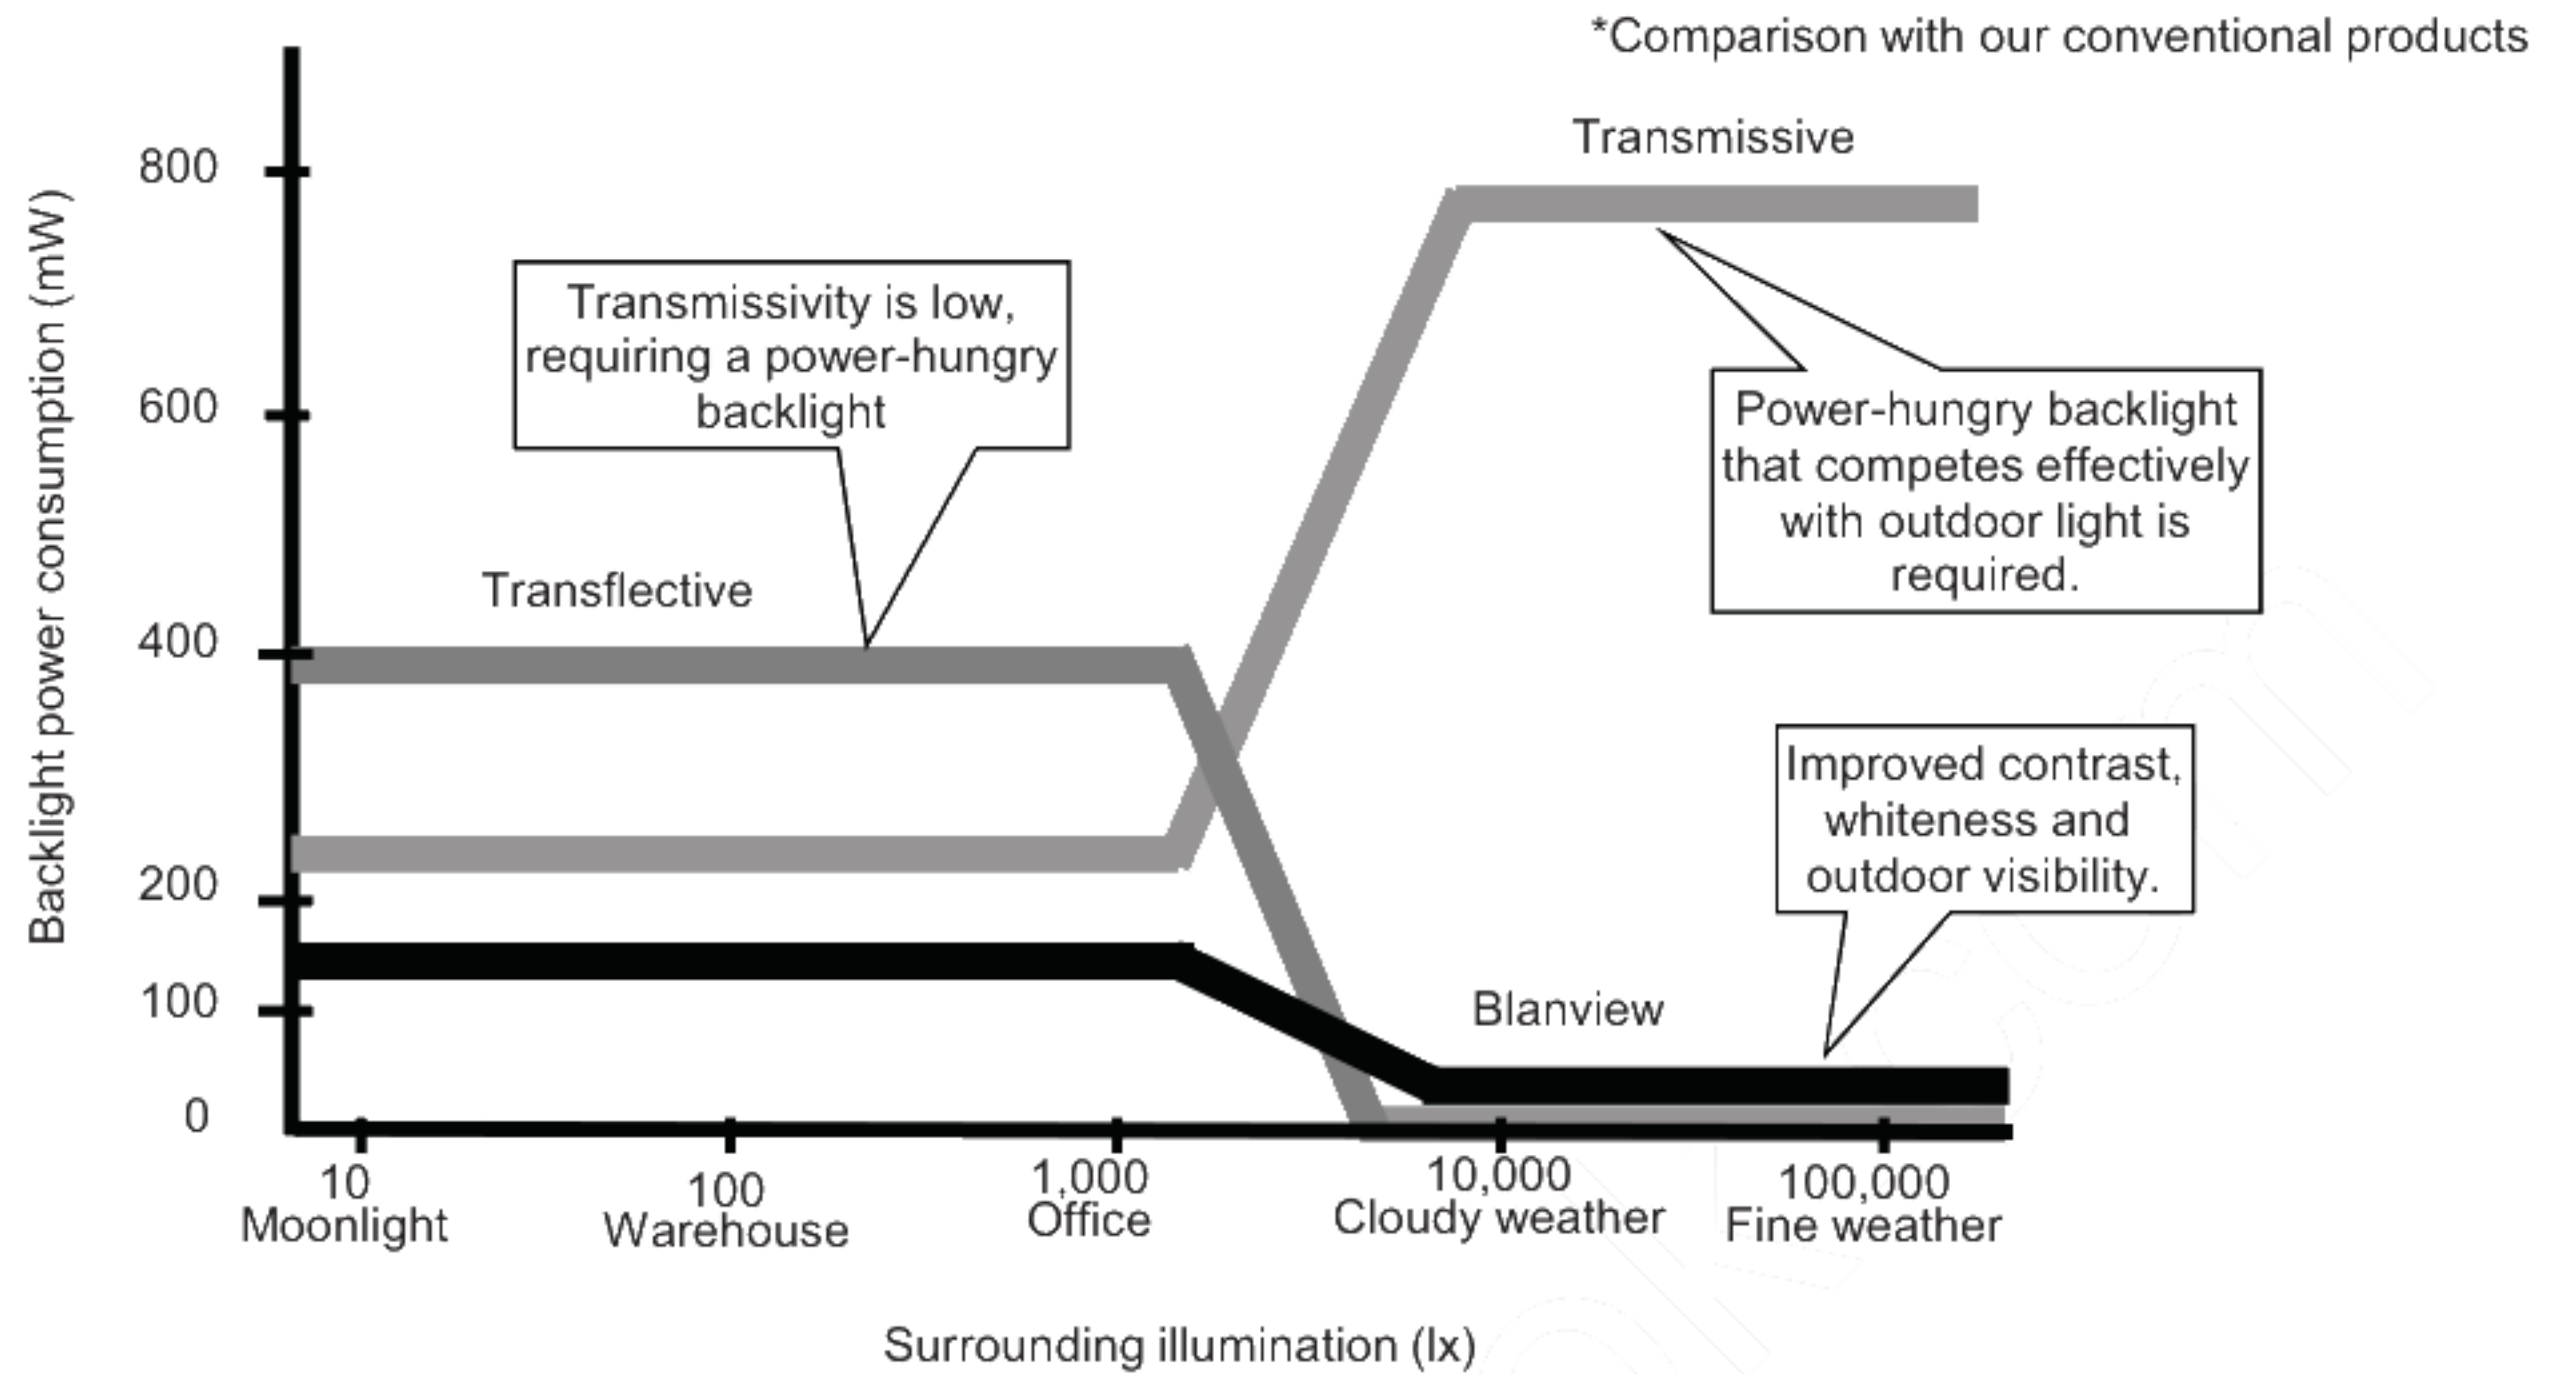 *Comparison with our conventional products
Transmissive
Backlight power consumption (mW)
800
600
400
200
100
0
Transmissivity is low,
requiring a power-hungry
backlight
Power-hungry backlight
that competes effectively
with outdoor light is
required.
Transflective
Improved contrast,
whiteness and
outdoor visibility.
Blanview
10
Moonlight
100
Warehouse
1,000
Office
10,000
Cloudy weather
100,000
Fine weather
Surrounding illumination (lx)